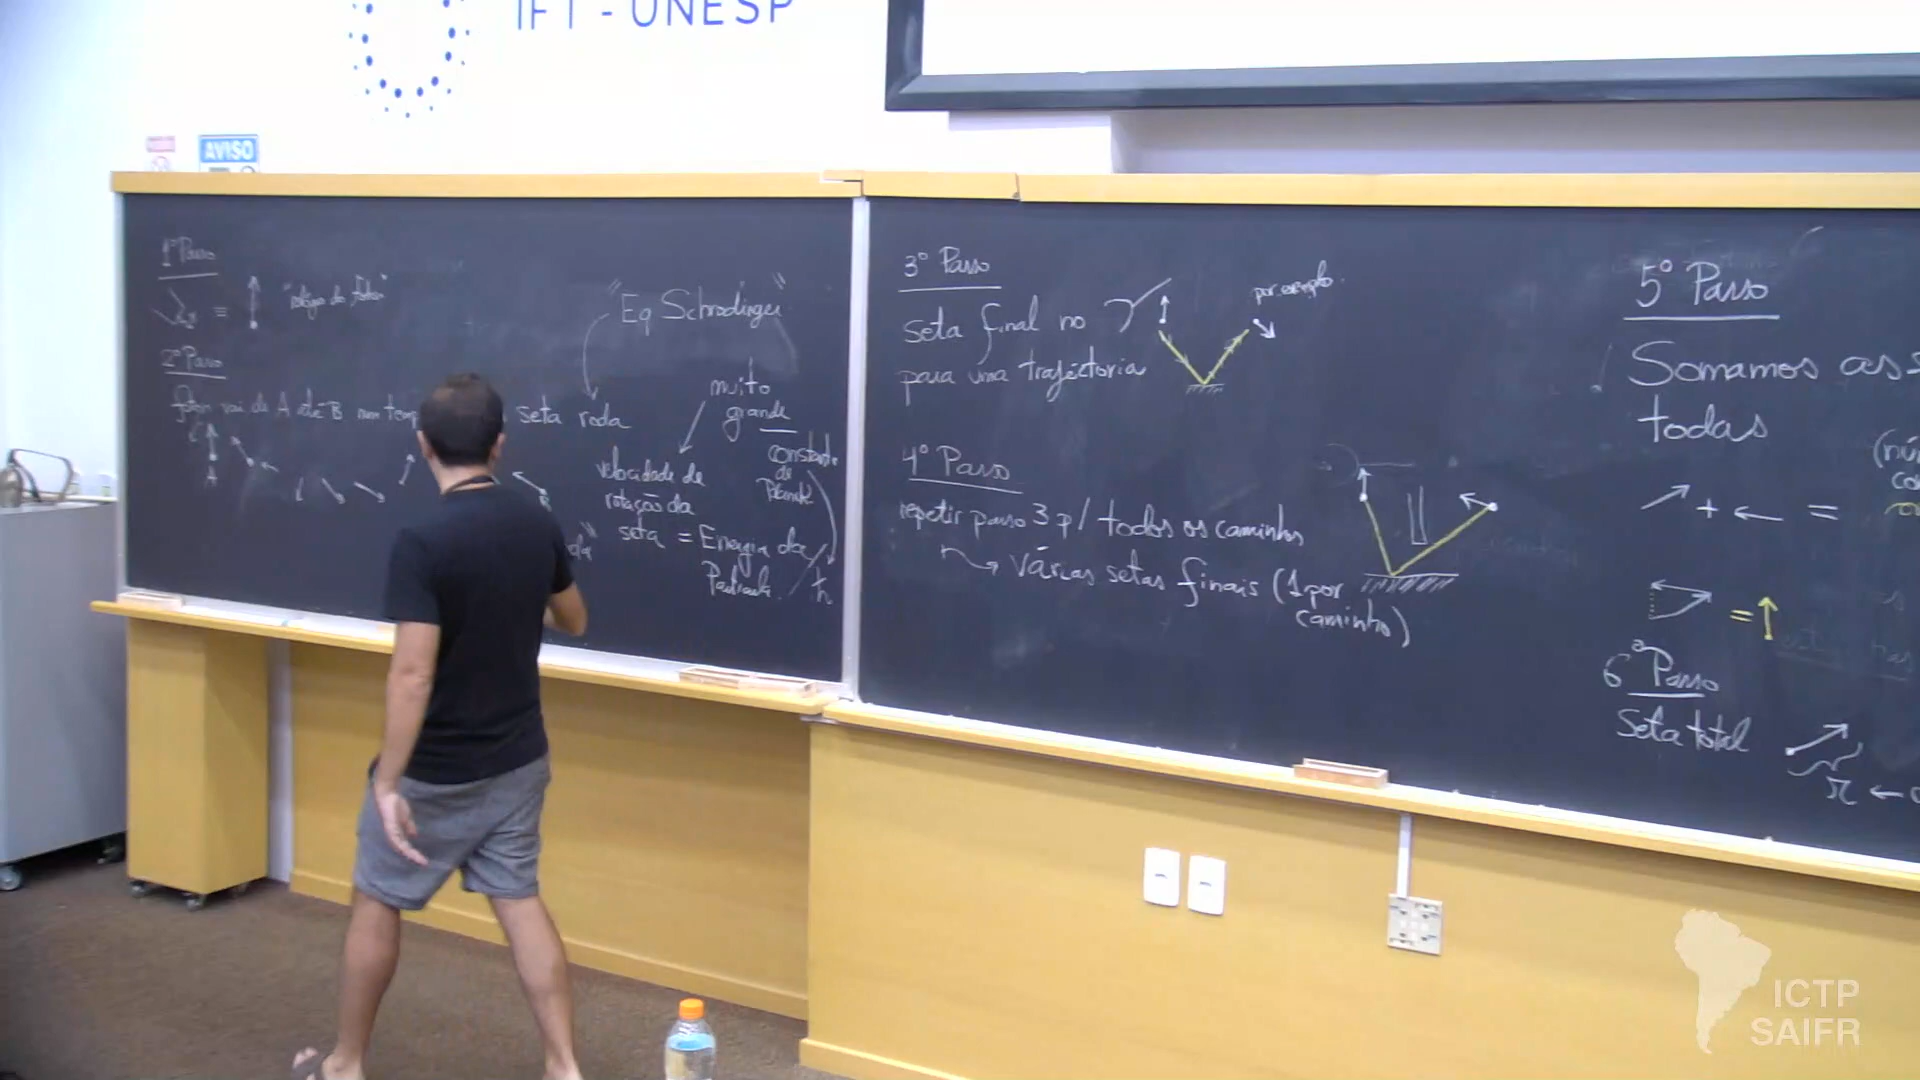 IFT - UNESP
AVISO
1º Passo
≡ "relógio do fóton"
2º Passo
fóton vai de A até B num
seta roda
A
B
"Eq Schrodinger"
muito
grande
constante
de
Planck
velocidade de
rotação da
seta = Energia da
Partícula / ħ
3º Passo
Seta final no
para uma trajectoria
por exemplo.
4º Passo
repetir passo 3 p/ todos os caminhos
várias setas finais (1 por
caminho)
5º Passo
Somamos as
todas
+ =
=
6º Passo
Seta total
ICTP
SAIFR